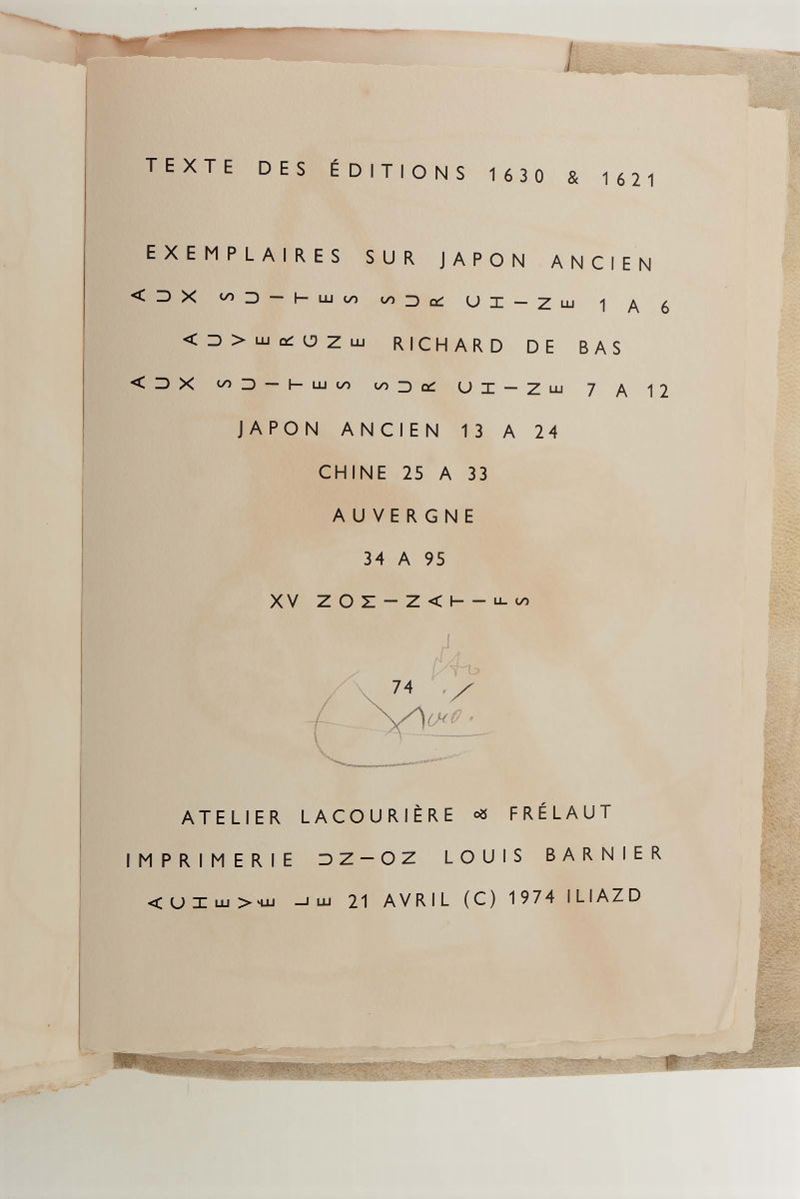 TEXTE DES ÉDITIONS 1630 & 1621
EXEMPLAIRES SUR JAPON ANCIEN
AUX SUITES SUR CHINE 1 A 6
AUVERGNE RICHARD DE BAS
AUX SUITES SUR CHINE 7 A 12
JAPON ANCIEN 13 A 24
CHINE 25 A 33
AUVERGNE
34 A 95
XV NOMINATIFS
74
Miró.
ATELIER LACOURIÈRE & FRÉLAUT
IMPRIMERIE UNION LOUIS BARNIER
ACHEVÉ LE 21 AVRIL (C) 1974 ILIAZD